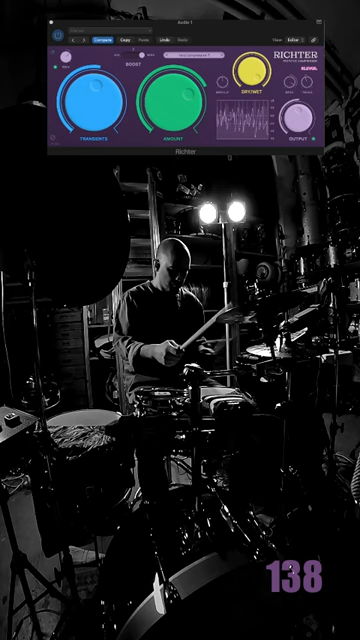 Audio 1
Compare
Copy
Paste
Undo
Redo
View:
Editor
RICHTER
BOOST
DRY/WET
TRANSIENTS
AMOUNT
OUTPUT
Richter
138